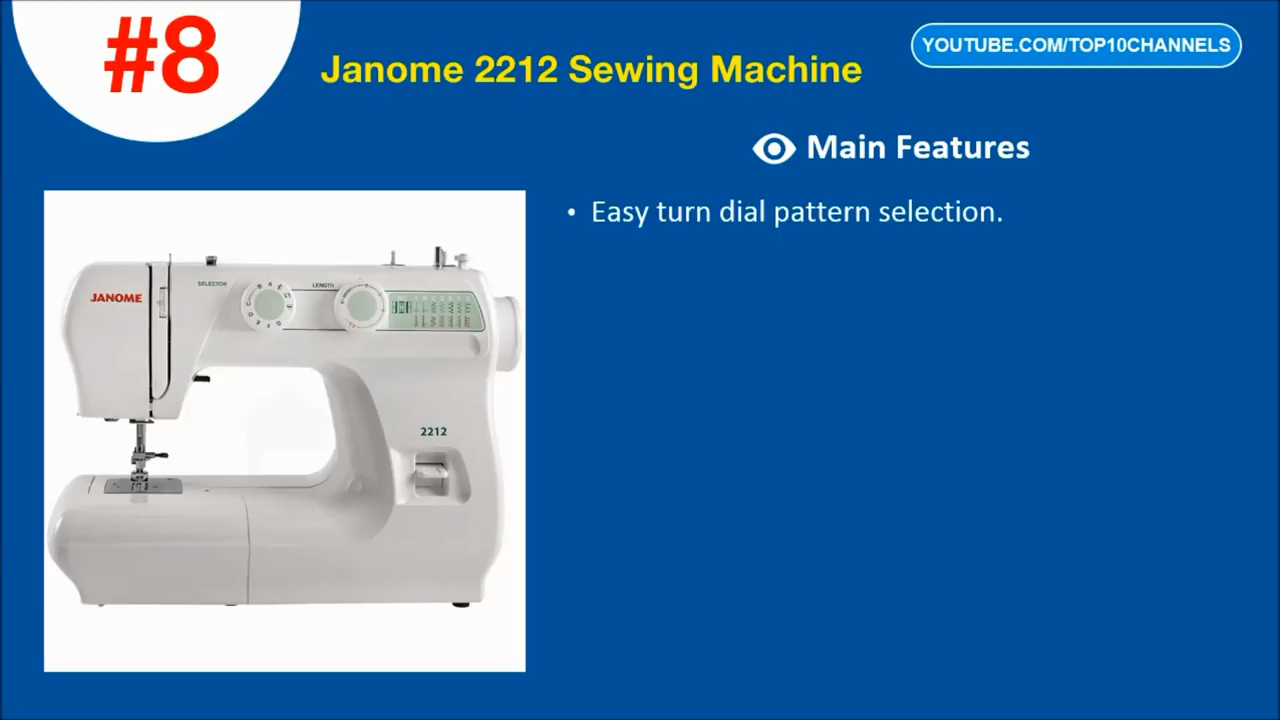 #8
Janome 2212 Sewing Machine
YOUTUBE.COM/TOP10CHANNELS
Main Features
• Easy turn dial pattern selection.
JANOME
SELECTOR
LENGTH
2212